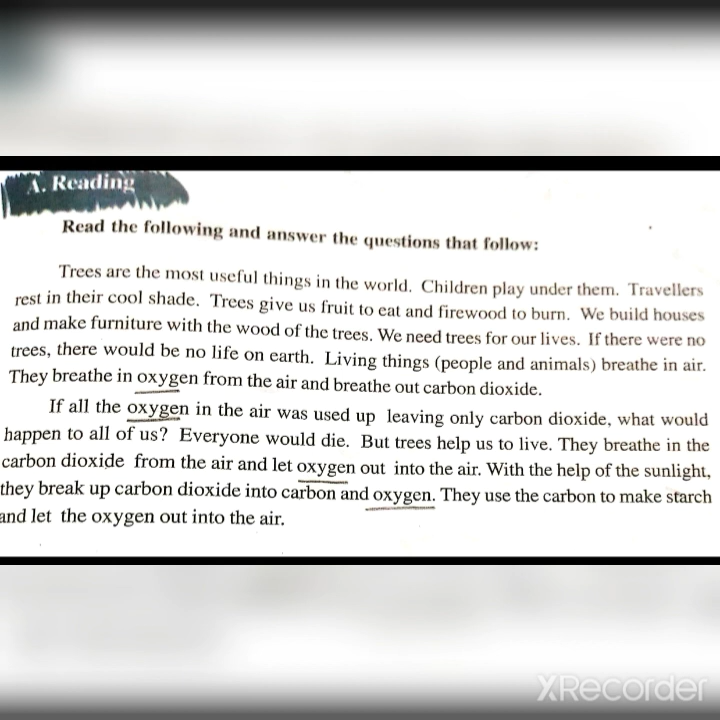 A. Reading
Read the following and answer the questions that follow:
Trees are the most useful things in the world. Children play under them. Travellers
rest in their cool shade. Trees give us fruit to eat and firewood to burn. We build houses
and make furniture with the wood of the trees. We need trees for our lives. If there were no
trees, there would be no life on earth. Living things (people and animals) breathe in air.
They breathe in oxygen from the air and breathe out carbon dioxide.
If all the oxygen in the air was used up leaving only carbon dioxide, what would
happen to all of us? Everyone would die. But trees help us to live. They breathe in the
carbon dioxide from the air and let oxygen out into the air. With the help of the sunlight,
they break up carbon dioxide into carbon and oxygen. They use the carbon to make starch
and let the oxygen out into the air.
XRecorder